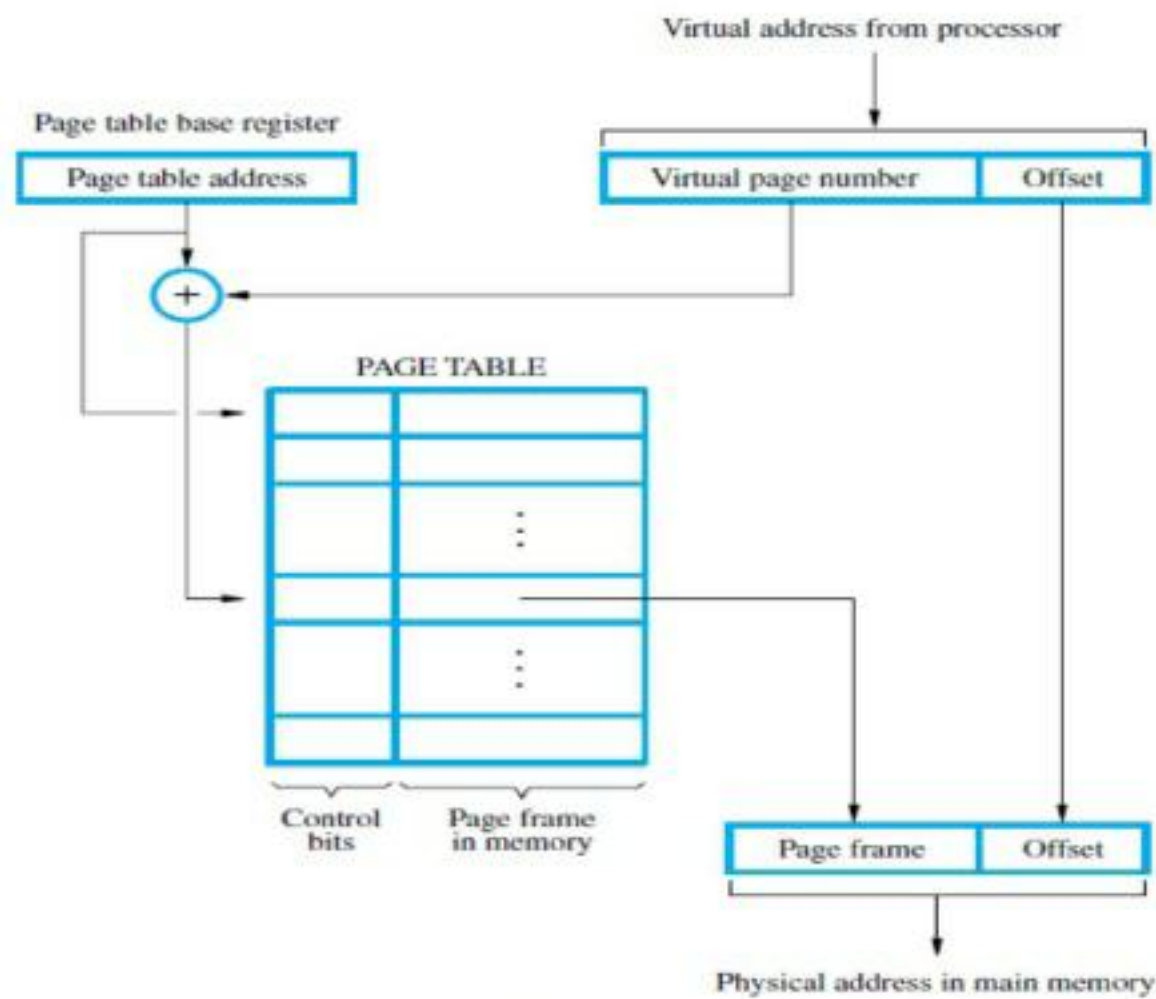 Virtual address from processor
Page table base register
Page table address
Virtual page number
Offset
+
PAGE TABLE
Control
bits
Page frame
in memory
Page frame
Offset
Physical address in main memory